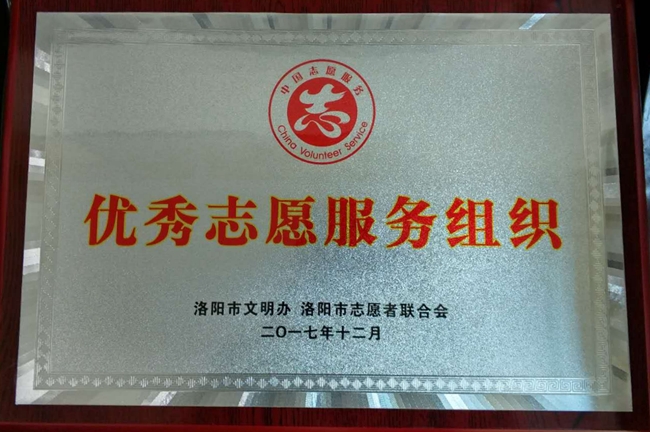 中国志愿服务
志
China Volunteer Service
优秀志愿服务组织
洛阳市文明办 洛阳市志愿者联合会
二〇一七年十二月